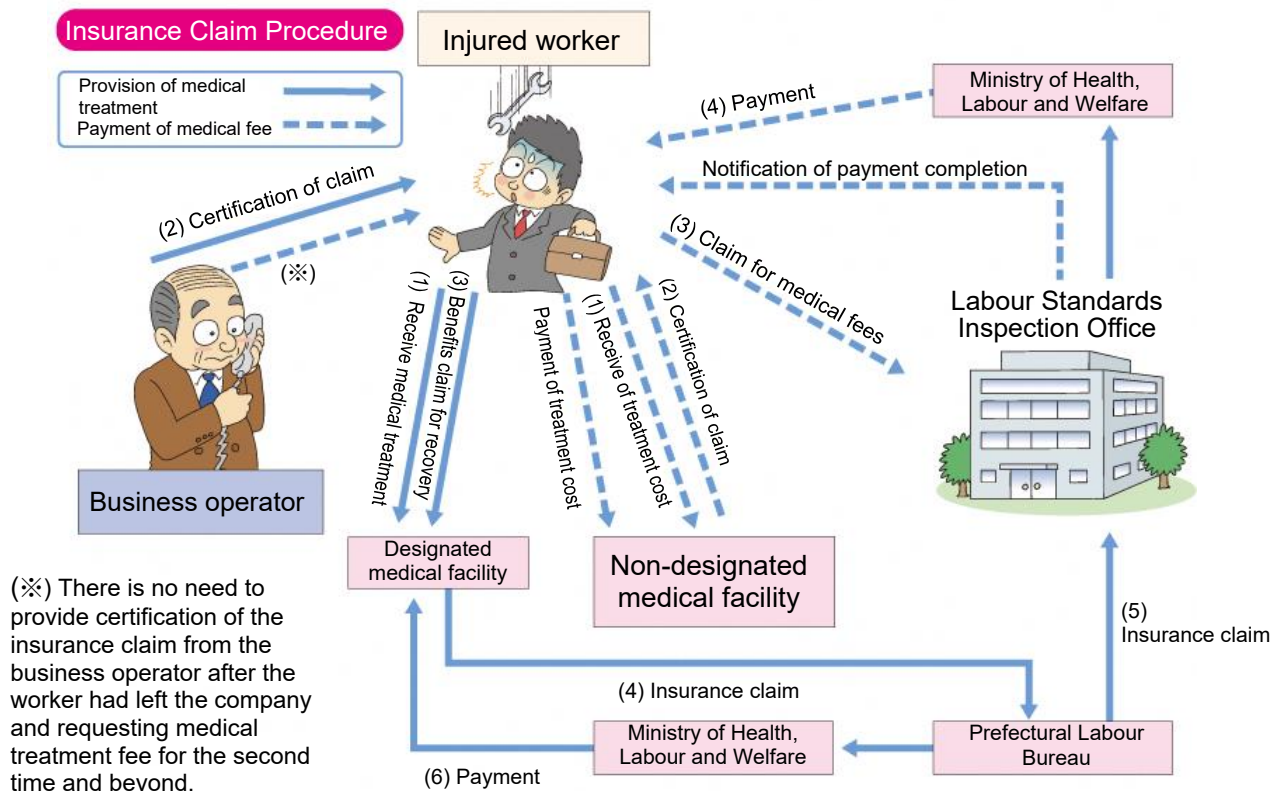 Insurance Claim Procedure
Injured worker
Provision of medical
treatment
Payment of medical fee
Ministry of Health,
Labour and Welfare
(4) Payment
Notification of payment completion
(2) Certification of claim
(※)
(3) Claim for medical fees
Labour Standards
Inspection Office
(1) Receive medical treatment
(3) Benefits claim for recovery
Payment of treatment cost
(1) Receive of treatment cost
(2) Certification of claim
Business operator
Designated
medical facility
Non-designated
medical facility
(※) There is no need to
provide certification of the
insurance claim from the
business operator after the
worker had left the company
and requesting medical
treatment fee for the second
time and beyond.
(5)
Insurance claim
(4) Insurance claim
Ministry of Health,
Labour and Welfare
Prefectural Labour
Bureau
(6) Payment